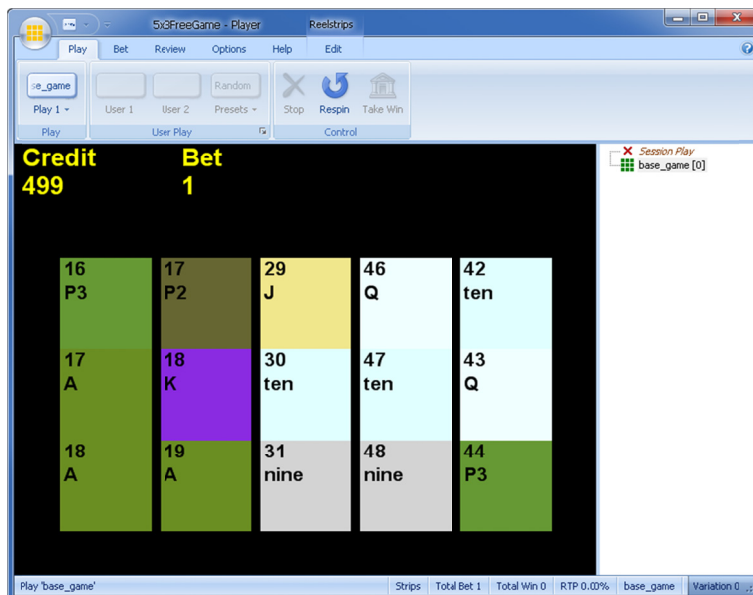 5x3FreeGame - Player
Reelstrips
Play Bet Review Options Help Edit
se_game
Random
Play 1 User 1 User 2 Presets Stop Respin Take Win
Play User Play Control
Credit Bet
499 1
Session Play
base_game [0]
16 17 29 46 42
P3 P2 J Q ten
17 18 30 47 43
A K ten ten Q
18 19 31 48 44
A A nine nine P3
Play 'base_game' Strips Total Bet 1 Total Win 0 RTP 0.00% base_game Variation 0